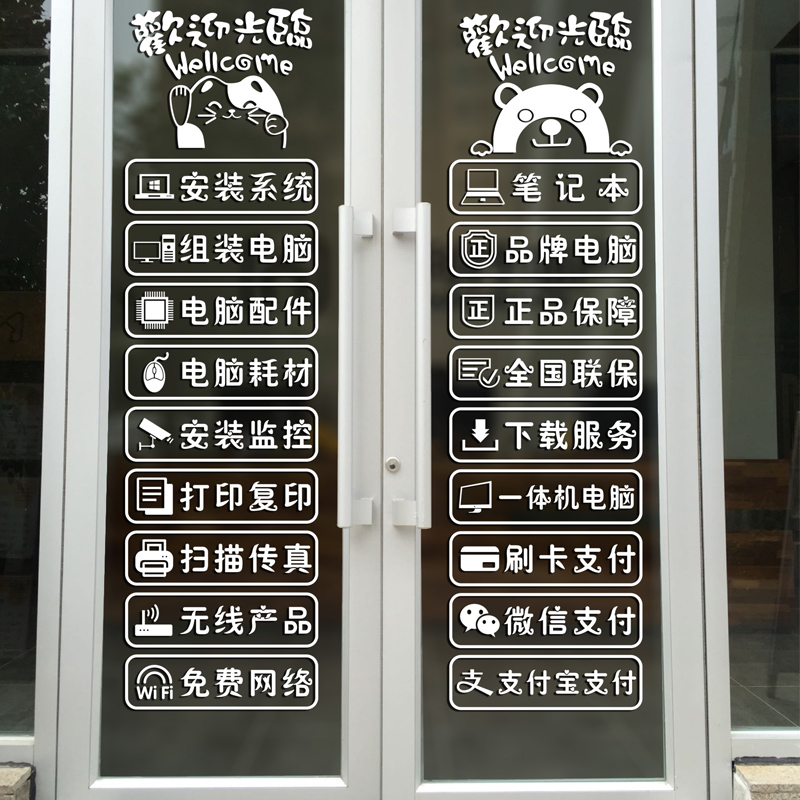 歡迎光臨
Wellcome
安装系统
组装电脑
电脑配件
电脑耗材
安装监控
打印复印
扫描传真
无线产品
WiFi 免费网络
歡迎光臨
Wellcome
笔记本
正 品牌电脑
正 正品保障
全国联保
下载服务
一体机电脑
刷卡支付
微信支付
支 支付宝支付